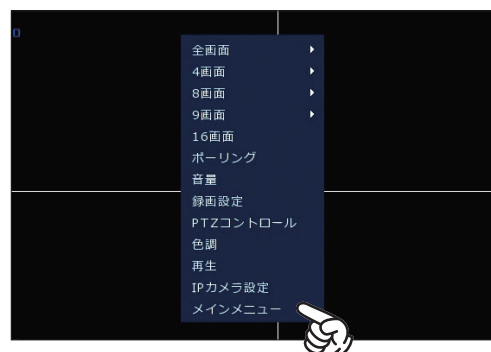 全画面
4画面
8画面
9画面
16画面
ポーリング
音量
録画設定
PTZコントロール
色調
再生
IPカメラ設定
メインメニュー